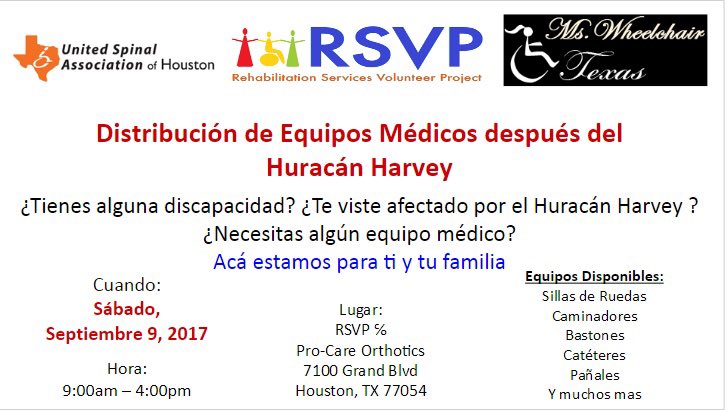 United Spinal
Association of Houston
RSVP
Rehabilitation Services Volunteer Project
Ms. Wheelchair
Texas
Distribución de Equipos Médicos después del
Huracán Harvey
¿Tienes alguna discapacidad? ¿Te viste afectado por el Huracán Harvey ?
¿Necesitas algún equipo médico?
Acá estamos para ti y tu familia
Cuando:
Sábado,
Septiembre 9, 2017
Hora:
9:00am – 4:00pm
Lugar:
RSVP ℅
Pro-Care Orthotics
7100 Grand Blvd
Houston, TX 77054
Equipos Disponibles:
Sillas de Ruedas
Caminadores
Bastones
Catéteres
Pañales
Y muchos mas